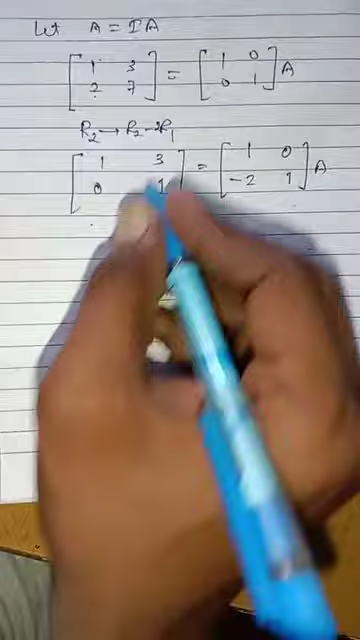 Let A = IA
[1 3
2 7] = [1 0
0 1] A
R₂ → R₂ - 2R₁
[1 3
0 1] = [1 0
-2 1] A